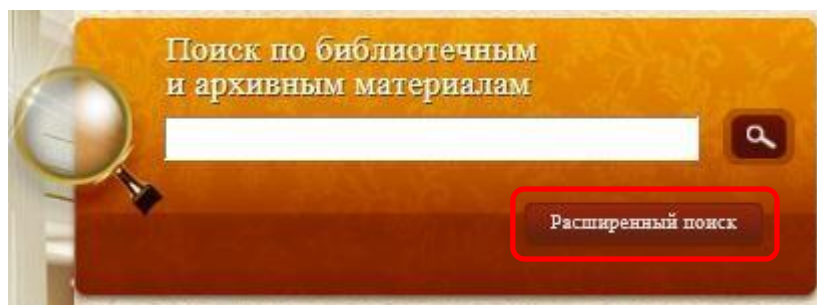 Поиск по библиотечным
и архивным материалам
Расширенный поиск